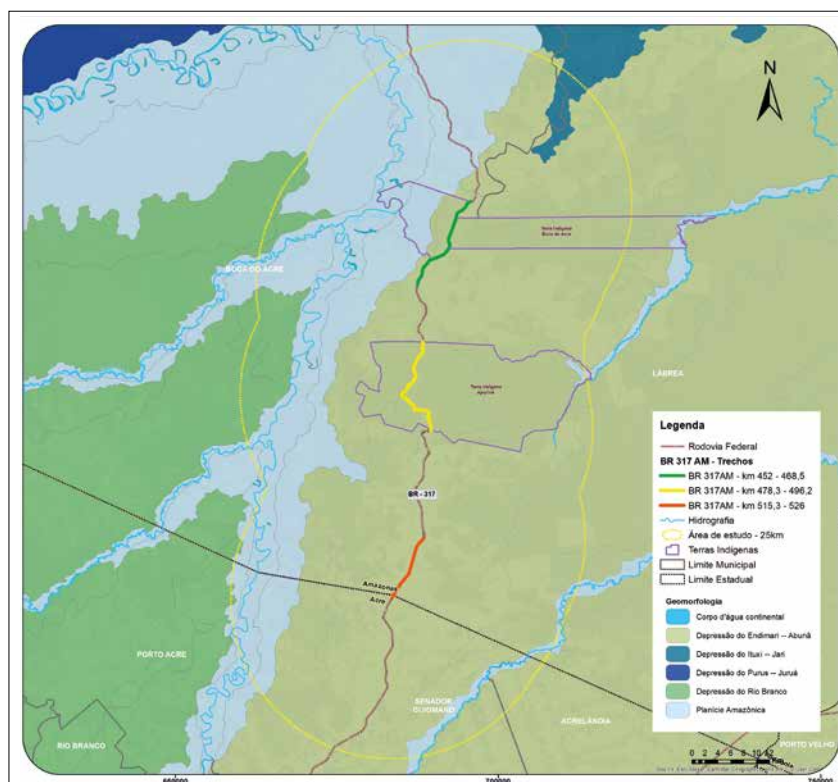 N
Terra Indígena
Boca do Acre
BOCA DO ACRE
LÁBREA
Terra Indígena
Apurinã
BR - 317
Amazonas
Acre
PORTO ACRE
SENADOR
GUIOMARD
ACRELÂNDIA
RIO BRANCO
PORTO VELHO
Legenda
Rodovia Federal
BR 317 AM - Trechos
BR 317AM - km 452 - 468,5
BR 317AM - km 478,3 - 496,2
BR 317AM - km 515,3 - 526
Hidrografia
Área de estudo - 25km
Terras Indígenas
Limite Municipal
Limite Estadual
Geomorfologia
Corpo d'água continental
Depressão do Endimari -- Abunã
Depressão do Ituxi -- Jari
Depressão do Purus -- Juruá
Depressão do Rio Branco
Planície Amazônica
0 2 4 6 8 10 12
700000